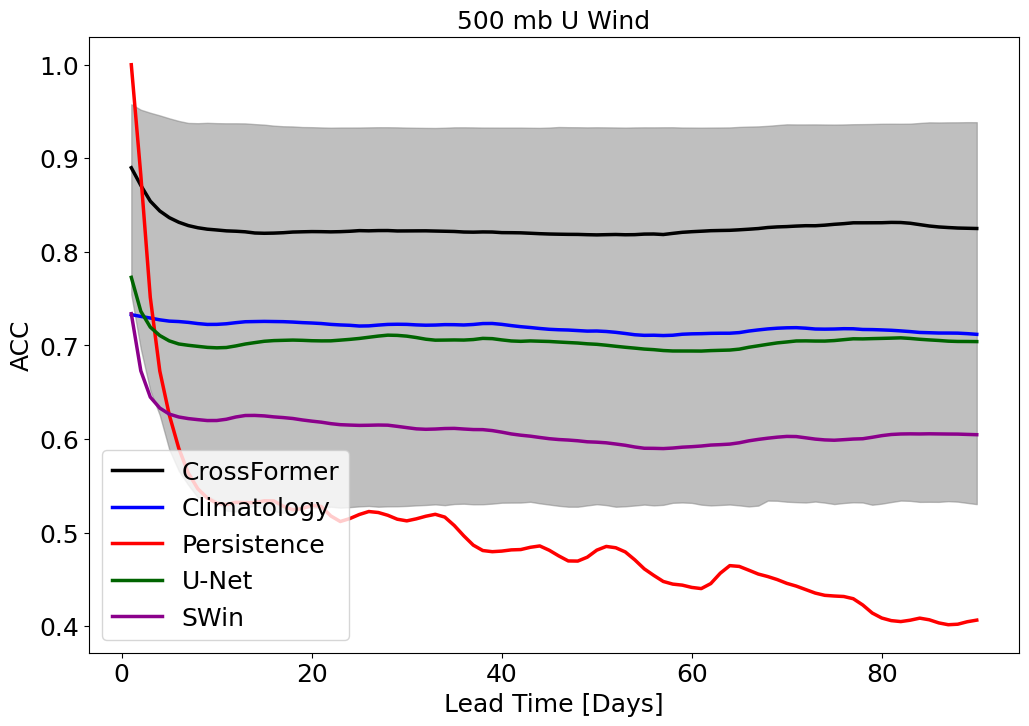 500 mb U Wind
1.0
0.9
0.8
0.7
0.6
0.5
0.4
ACC
CrossFormer
Climatology
Persistence
U-Net
SWin
0
20
40
60
80
Lead Time [Days]